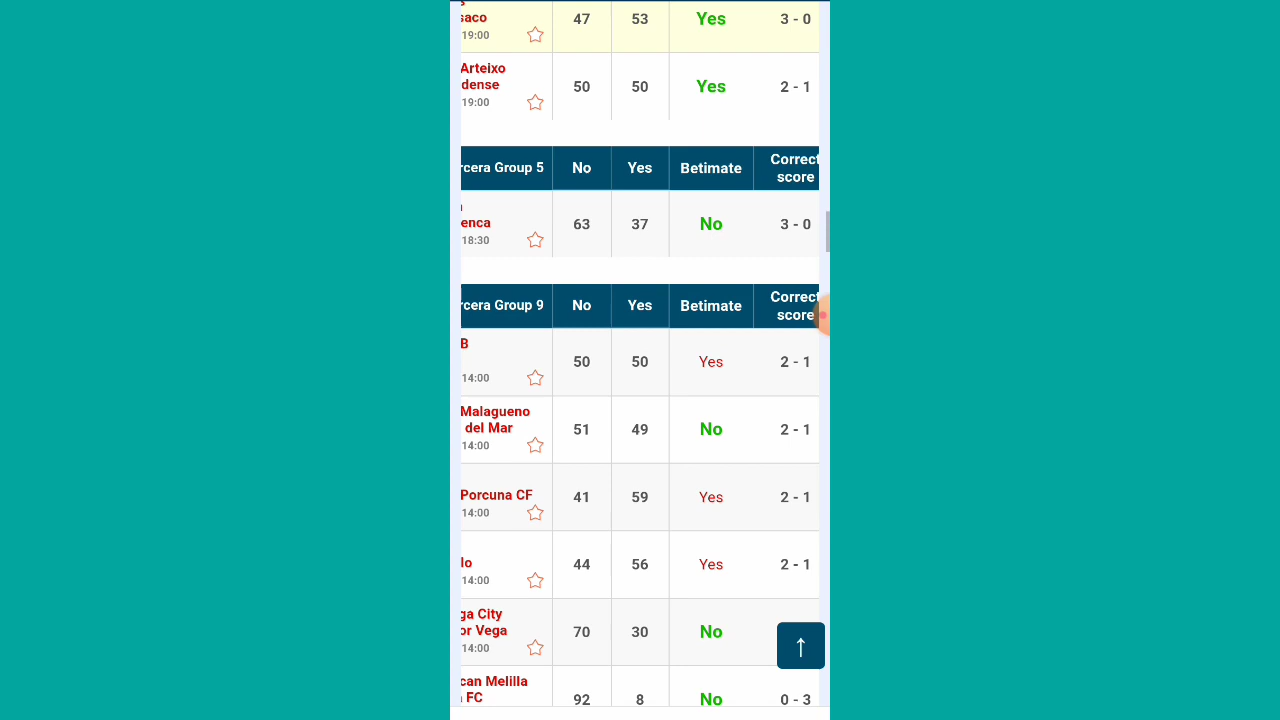 saco 47 53 Yes 3 - 0
19:00
Arteixo
dense 50 50 Yes 2 - 1
19:00
rcera Group 5 No Yes Betimate Correct score
enca 63 37 No 3 - 0
18:30
rcera Group 9 No Yes Betimate Correct score
B
50 50 Yes 2 - 1
14:00
Malagueno
del Mar 51 49 No 2 - 1
14:00
Porcuna CF 41 59 Yes 2 - 1
14:00
lo 44 56 Yes 2 - 1
14:00
ga City
or Vega 70 30 No
14:00
↑
can Melilla
FC 92 8 No 0 - 3